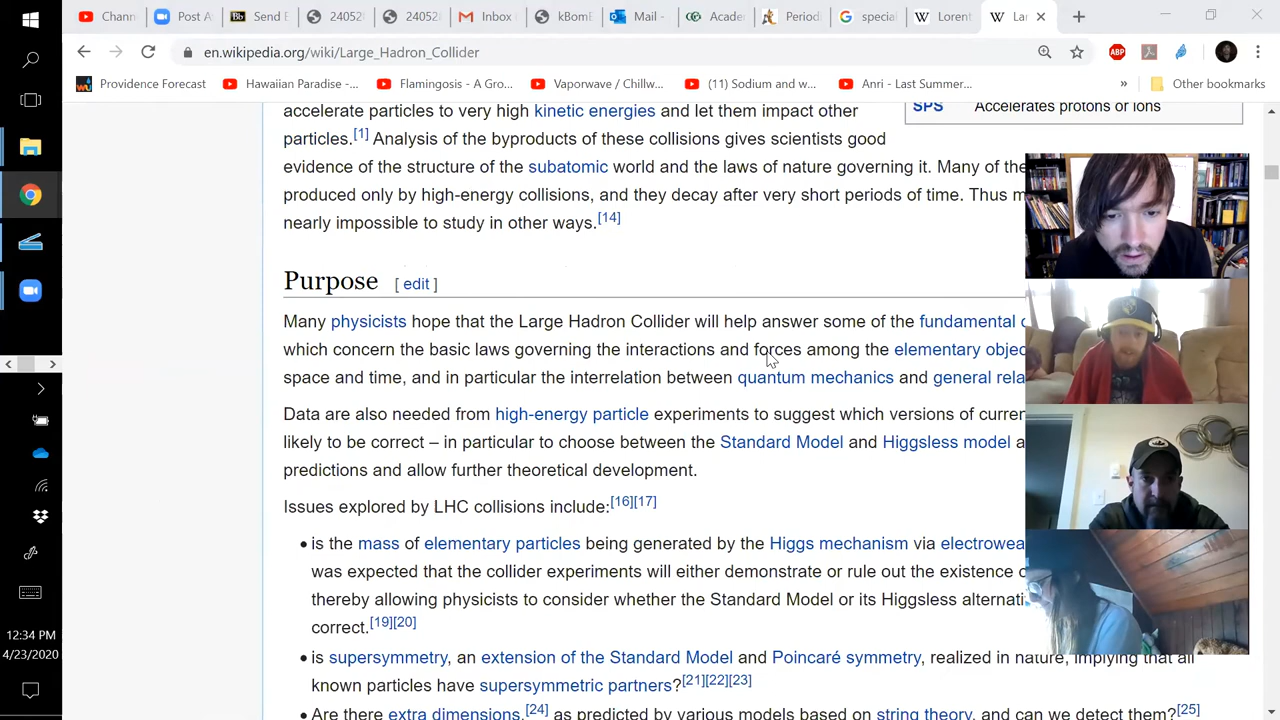 Chann
Post A
Send E
24052
24052
Inbox
kBom
Mail -
Acade
Period
special
Lorent
Lar
en.wikipedia.org/wiki/Large_Hadron_Collider
ABP
Providence Forecast
Hawaiian Paradise -...
Flamingosis - A Gro...
Vaporwave / Chillw...
(11) Sodium and w...
Anri - Last Summer...
»
Other bookmarks
accelerate particles to very high kinetic energies and let them impact other
SPS Accelerates protons or ions
particles.[1] Analysis of the byproducts of these collisions gives scientists good
evidence of the structure of the subatomic world and the laws of nature governing it. Many of the
produced only by high-energy collisions, and they decay after very short periods of time. Thus m
nearly impossible to study in other ways.[14]
Purpose [ edit ]
Many physicists hope that the Large Hadron Collider will help answer some of the fundamental
which concern the basic laws governing the interactions and forces among the elementary objec
space and time, and in particular the interrelation between quantum mechanics and general rela
Data are also needed from high-energy particle experiments to suggest which versions of curren
likely to be correct – in particular to choose between the Standard Model and Higgsless model a
predictions and allow further theoretical development.
Issues explored by LHC collisions include:[16][17]
• is the mass of elementary particles being generated by the Higgs mechanism via electrowea
was expected that the collider experiments will either demonstrate or rule out the existence
thereby allowing physicists to consider whether the Standard Model or its Higgsless alternati
correct.[19][20]
• is supersymmetry, an extension of the Standard Model and Poincaré symmetry, realized in nature, implying that all
known particles have supersymmetric partners?[21][22][23]
• Are there extra dimensions,[24] as predicted by various models based on string theory, and can we detect them?[25]
12:34 PM
4/23/2020